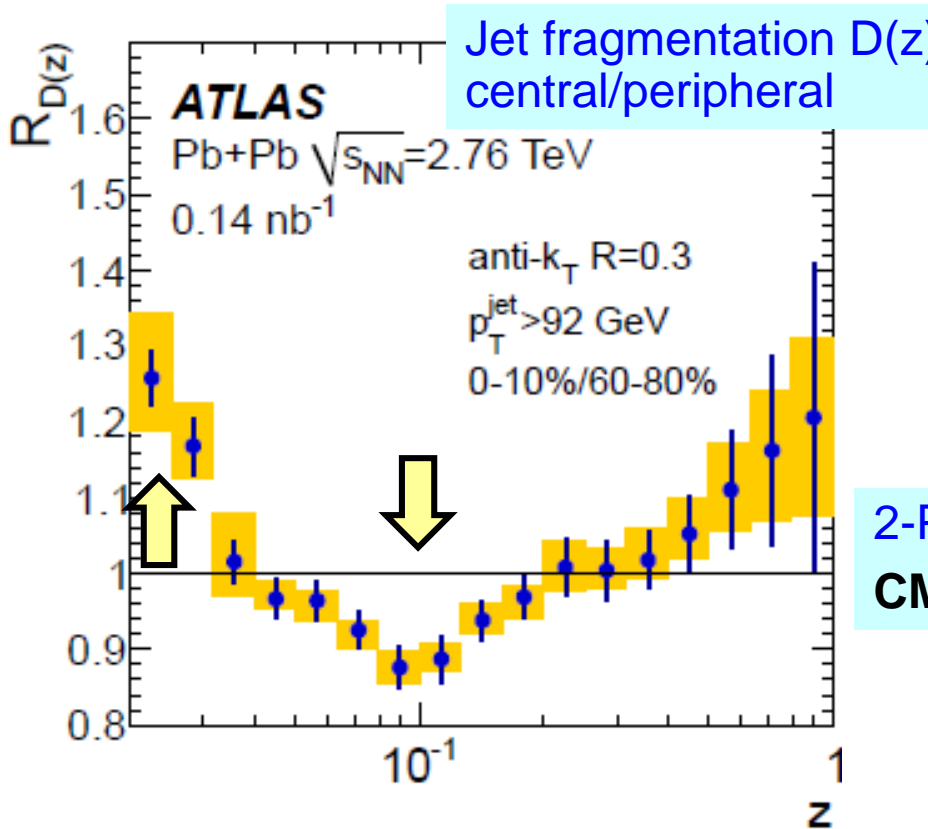 Jet fragmentation D(z)
central/peripheral
R_D(z)
ATLAS
Pb+Pb √s_NN=2.76 TeV
0.14 nb⁻¹
anti-k_T R=0.3
p_T^jet>92 GeV
0-10%/60-80%
1.6
1.5
1.4
1.3
1.2
1.1
1
0.9
0.8
10⁻¹
1
z
2-P
CM